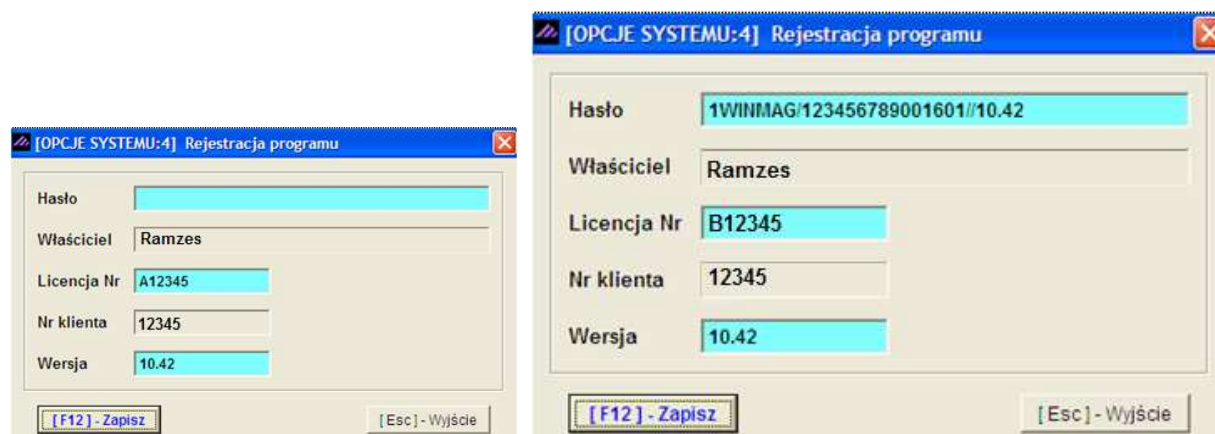 [OPCJE SYSTEMU:4] Rejestracja programu
Hasło
Właściciel Ramzes
Licencja Nr A12345
Nr klienta 12345
Wersja 10.42
[F12] - Zapisz [Esc] - Wyjście
[OPCJE SYSTEMU:4] Rejestracja programu
Hasło 1WINMAG/123456789001601//10.42
Właściciel Ramzes
Licencja Nr B12345
Nr klienta 12345
Wersja 10.42
[F12] - Zapisz [Esc] - Wyjście